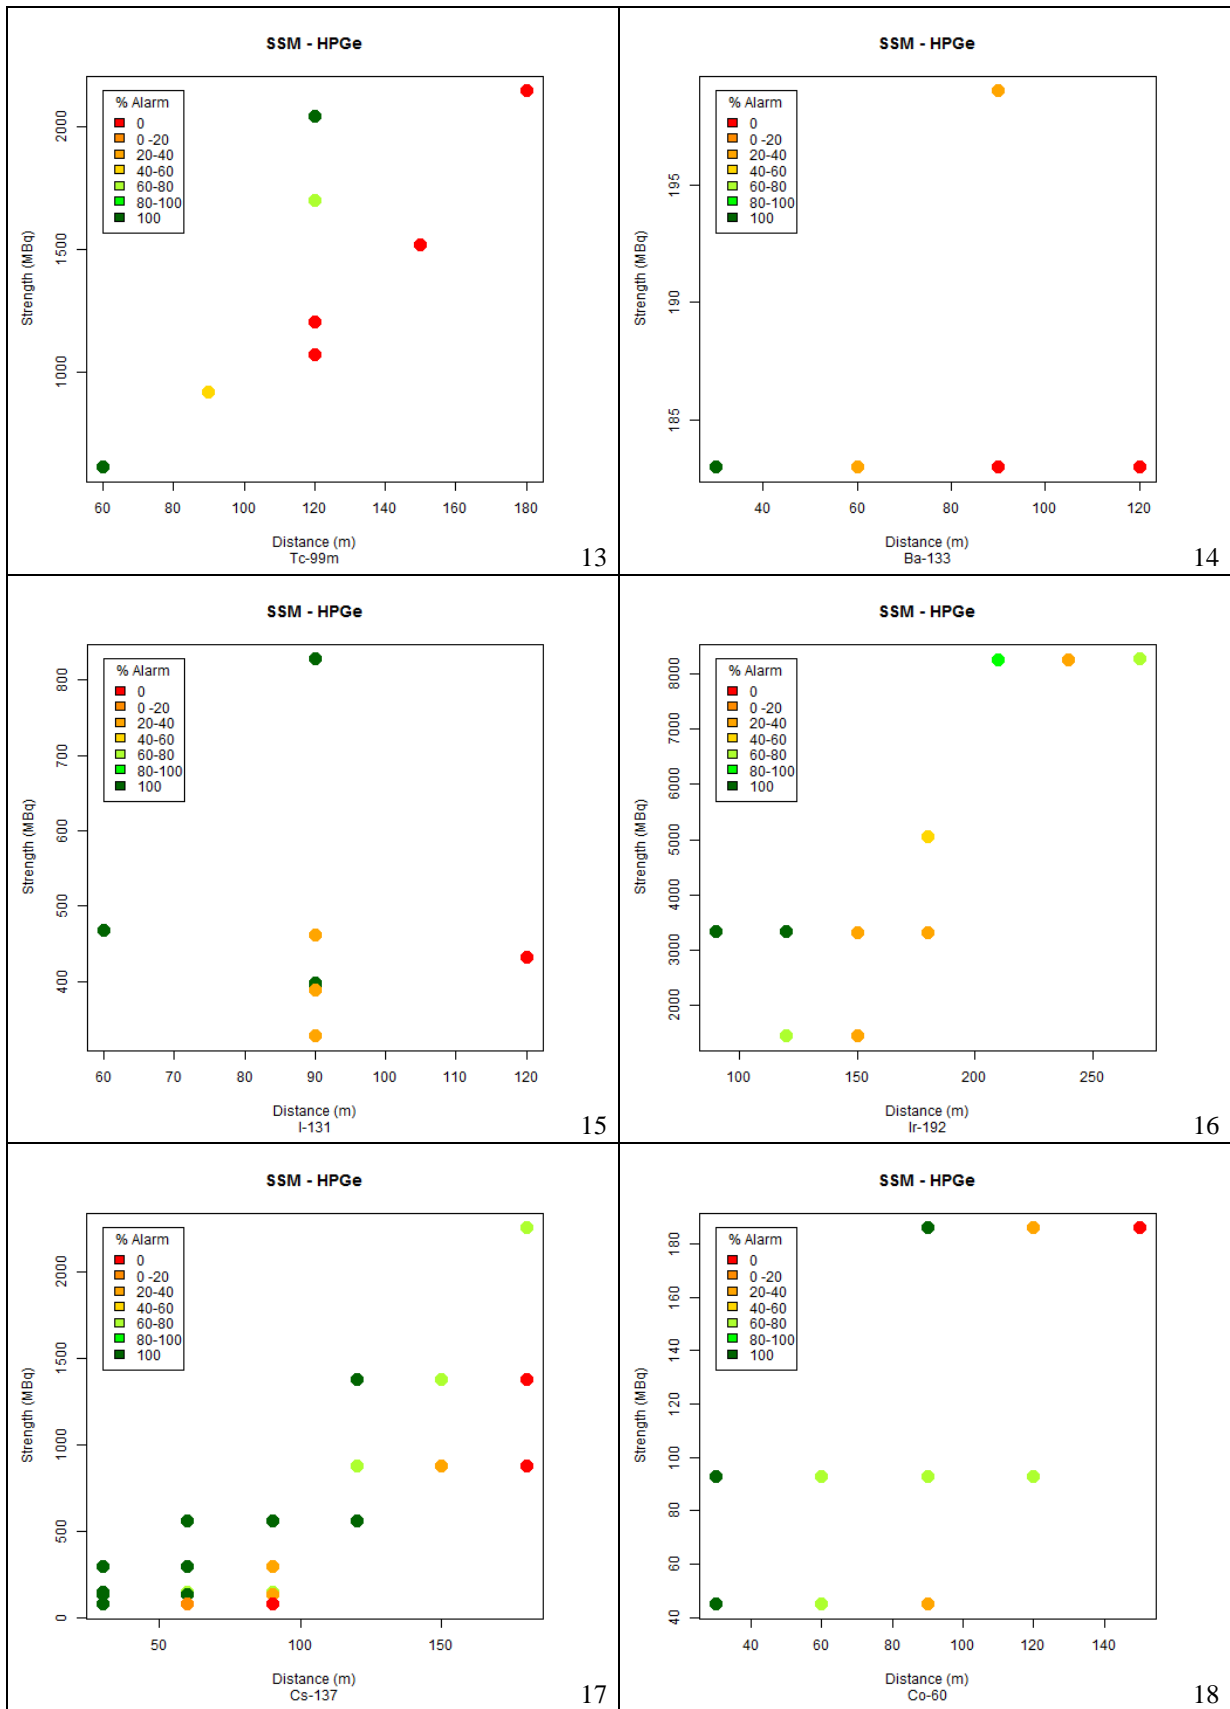 SSM - HPGe
% Alarm
0
0 -20
20-40
40-60
60-80
80-100
100
Strength (MBq)
2000
1500
1000
60 80 100 120 140 160 180
Distance (m)
Tc-99m
13
SSM - HPGe
% Alarm
0
0 -20
20-40
40-60
60-80
80-100
100
Strength (MBq)
195
190
185
40 60 80 100 120
Distance (m)
Ba-133
14
SSM - HPGe
% Alarm
0
0 -20
20-40
40-60
60-80
80-100
100
Strength (MBq)
800
700
600
500
400
60 70 80 90 100 110 120
Distance (m)
I-131
15
SSM - HPGe
% Alarm
0
0 -20
20-40
40-60
60-80
80-100
100
Strength (MBq)
8000
7000
6000
5000
4000
3000
2000
100 150 200 250
Distance (m)
Ir-192
16
SSM - HPGe
% Alarm
0
0 -20
20-40
40-60
60-80
80-100
100
Strength (MBq)
2000
1500
1000
500
0
50 100 150
Distance (m)
Cs-137
17
SSM - HPGe
% Alarm
0
0 -20
20-40
40-60
60-80
80-100
100
Strength (MBq)
180
160
140
120
100
80
60
40
40 60 80 100 120 140
Distance (m)
Co-60
18